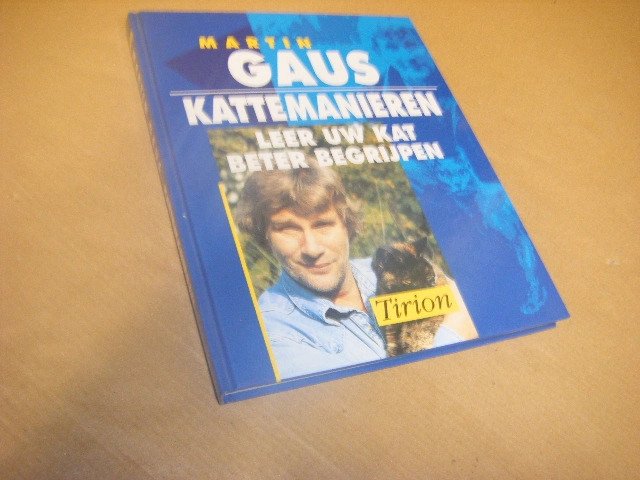 MARTIN
GAUS
KATTEMANIEREN
LEER UW KAT
BETER BEGRIJPEN
Tirion